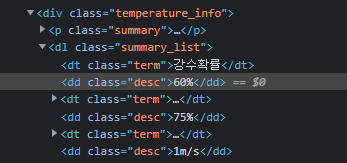 ▼<div class="temperature_info">
▶<p class="summary">…</p>
▼<dl class="summary_list">
<dt class="term">강수확률</dt>
<dd class="desc">60%</dd> == $0
▶<dt class="term">…</dt>
<dd class="desc">75%</dd>
▶<dt class="term">…</dt>
<dd class="desc">1m/s</dd>